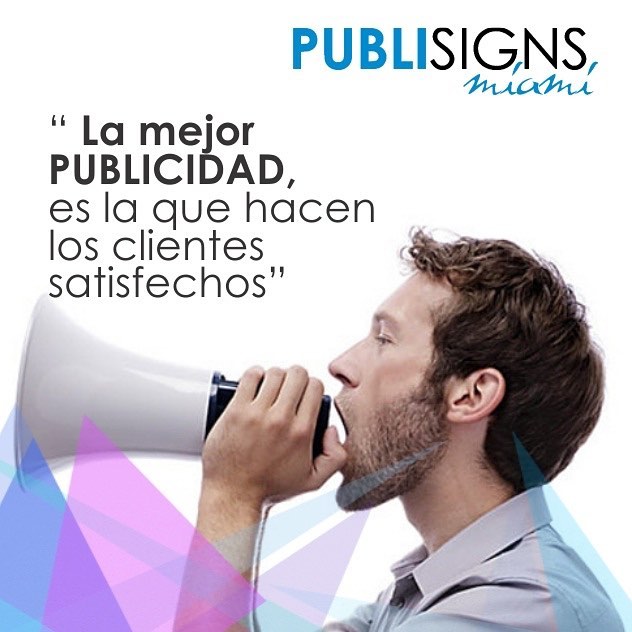 PUBLISIGNS
miami
“ La mejor
PUBLICIDAD,
es la que hacen
los clientes
satisfechos”